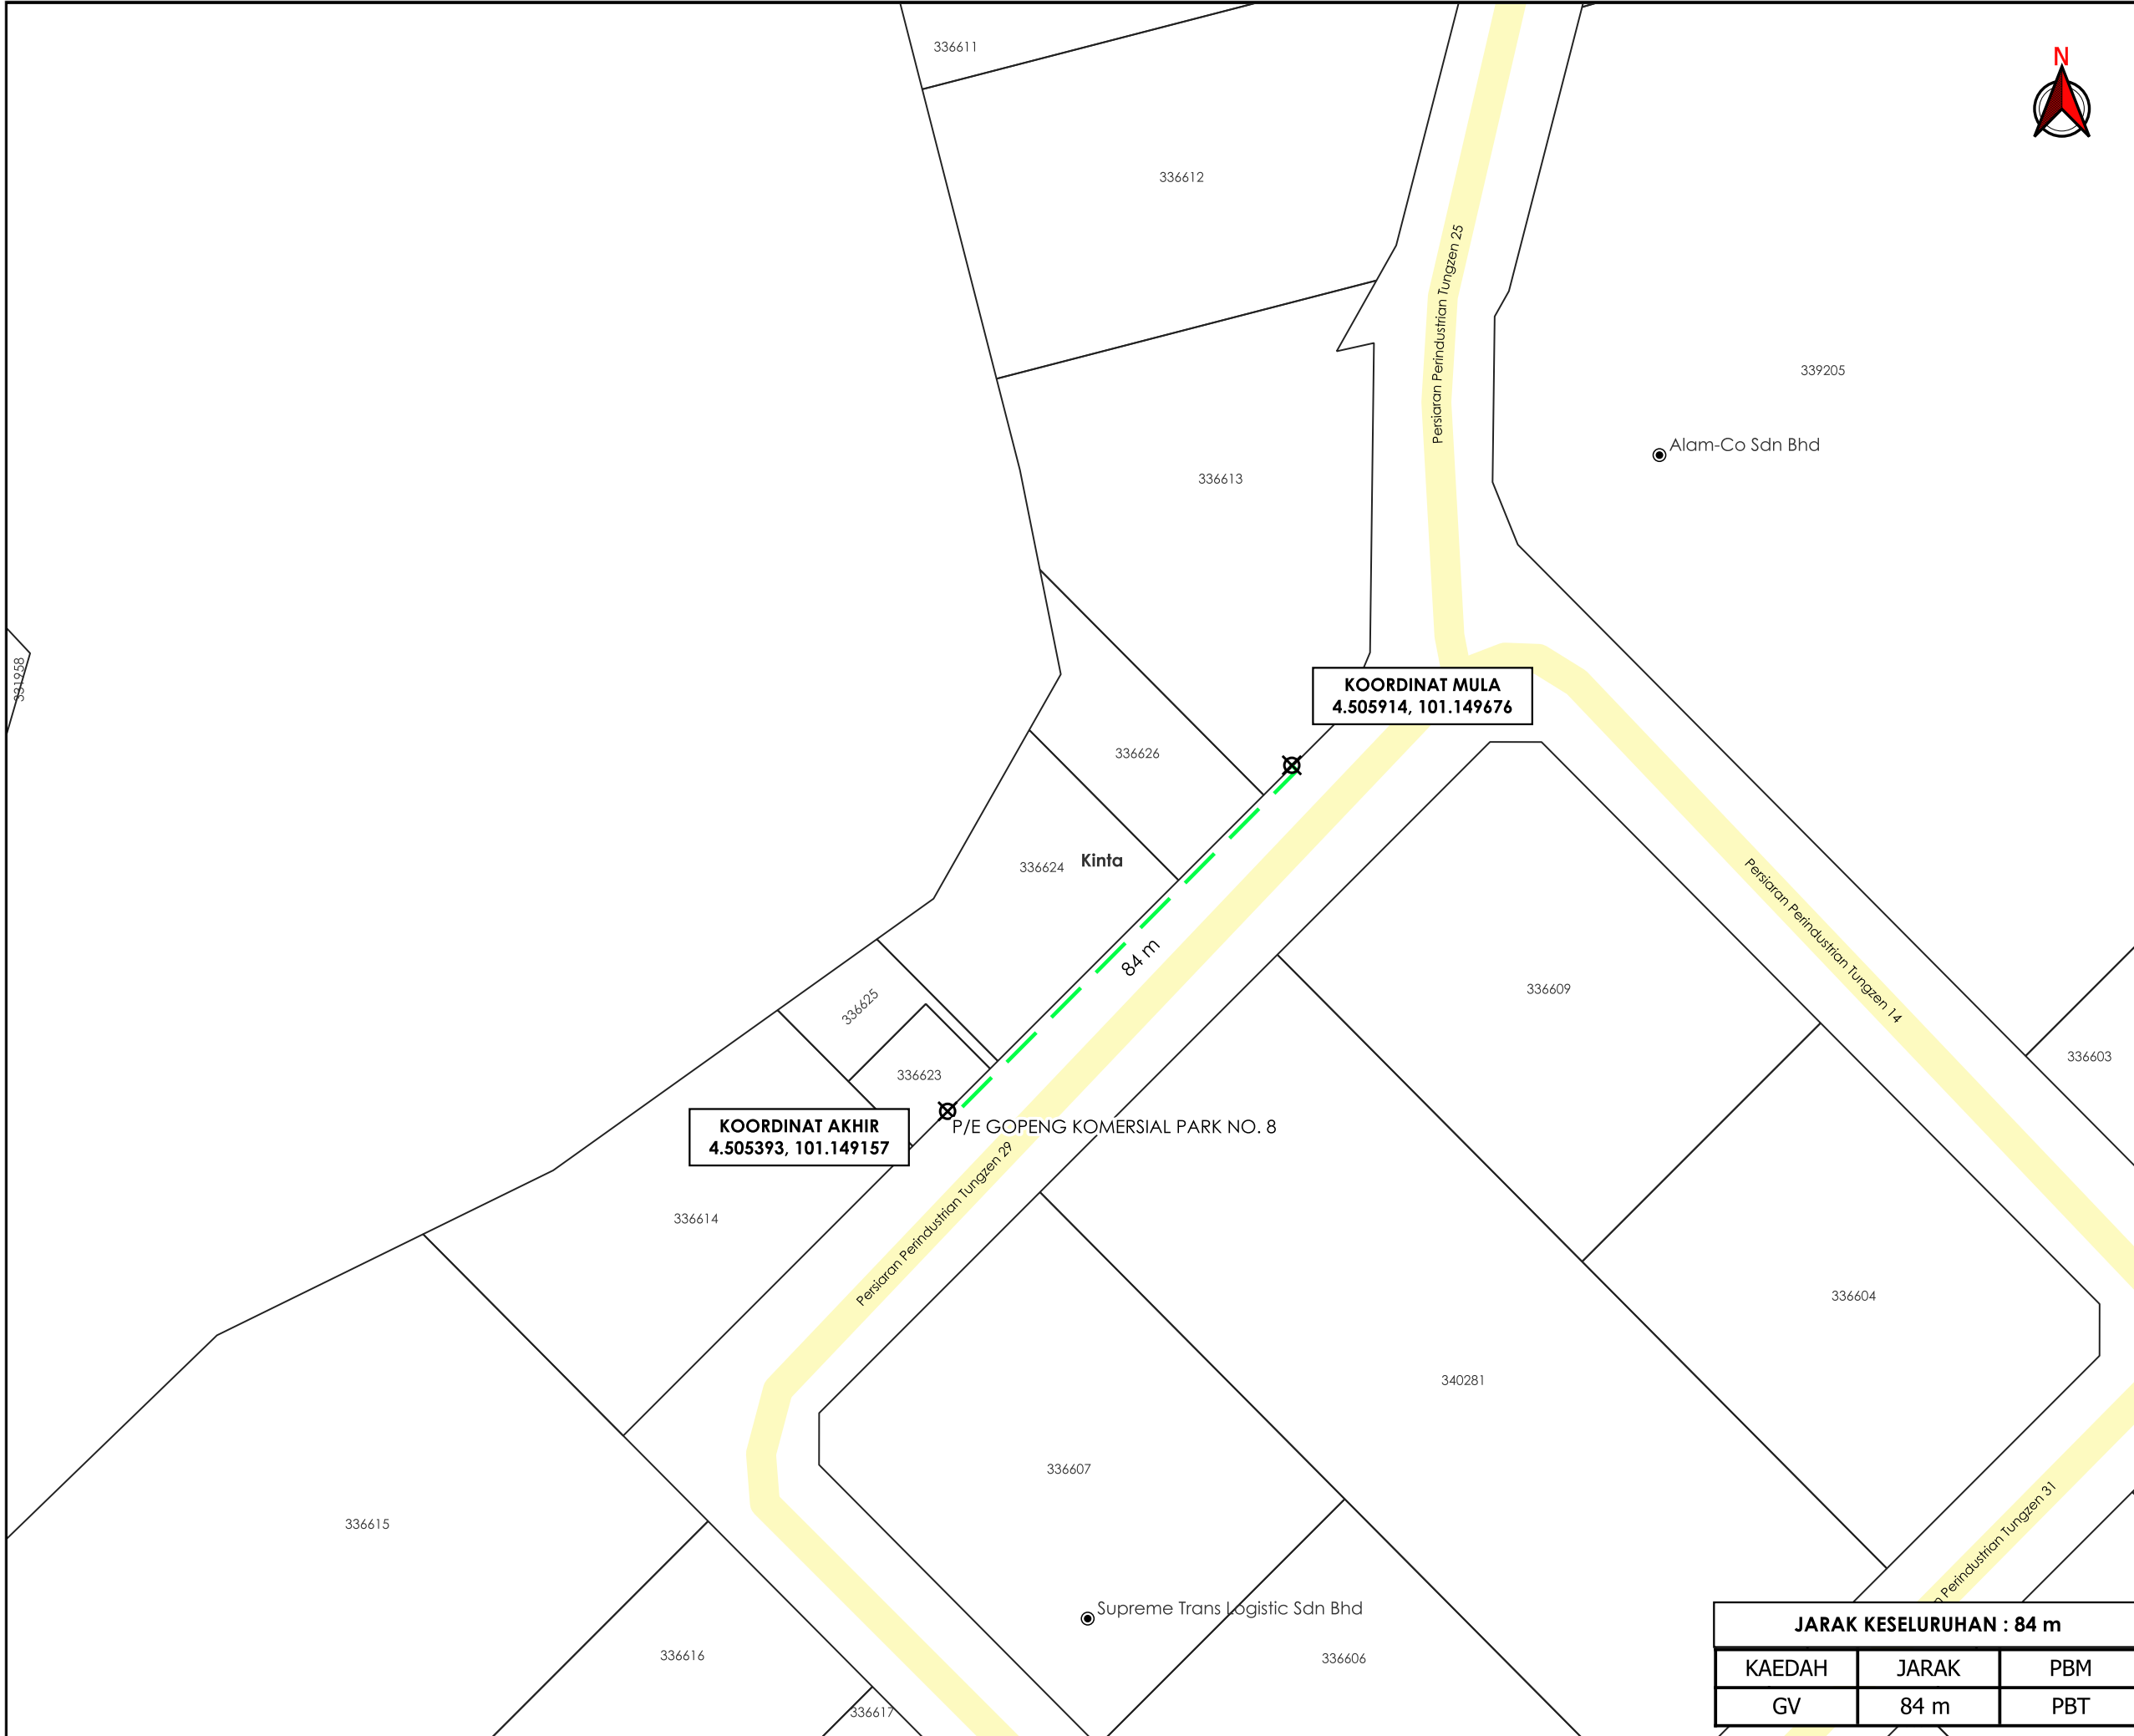 336611
N
336612
Persiaran Perindustrian Tungzen 25
339205
Alam-Co Sdn Bhd
336613
331958
KOORDINAT MULA
4.505914, 101.149676
336626
336624
Kinta
Persiaran Perindustrian Tungzen 14
84 m
336609
336625
336603
336623
KOORDINAT AKHIR
4.505393, 101.149157
P/E GOPENG KOMERSIAL PARK NO. 8
Persiaran Perindustrian Tungzen 29
336614
336604
340281
336607
336615
Perindustrian Tungzen 31
Supreme Trans Logistic Sdn Bhd
336616
336606
336617
JARAK KESELURUHAN : 84 m
KAEDAH JARAK PBM
GV 84 m PBT